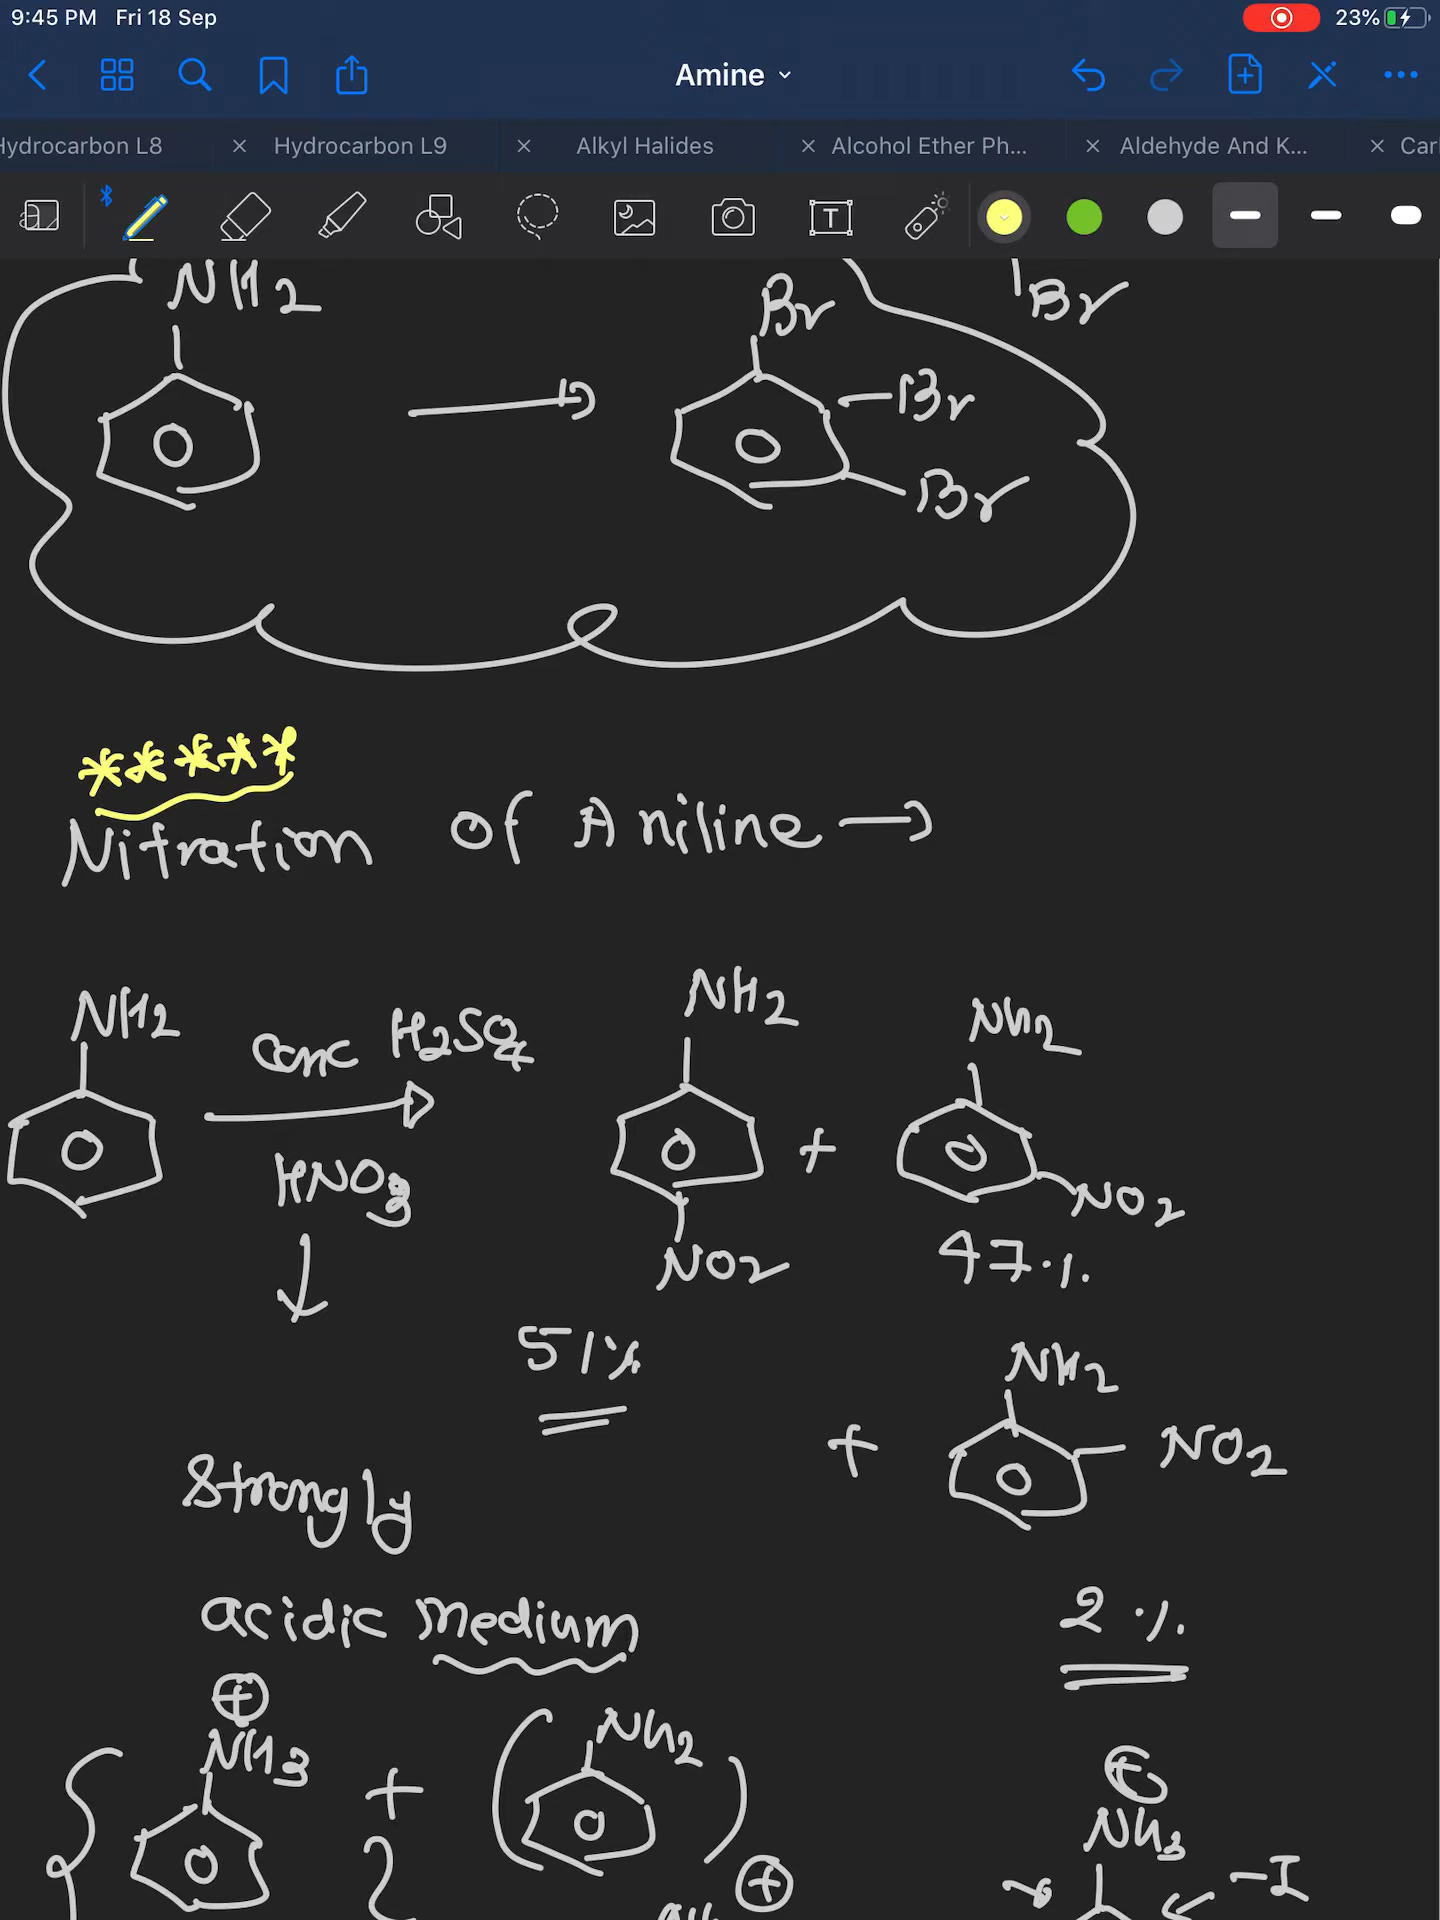 9:45 PM Fri 18 Sep 23%
Amine
Hydrocarbon L8 × Hydrocarbon L9 × Alkyl Halides × Alcohol Ether Ph... × Aldehyde And K... × Car
T
NH2 Br Br
Br
Br
*****
Nitration Of Aniline →
NH2 conc H2SO4 NH2 Nh2
+
HNO3 NO2
NO2 47%
51%
NH2
+ NO2
Strongly
acidic medium 2%
⊕
NH3 + (Nh2) ⊕
NH3
⊕ -I